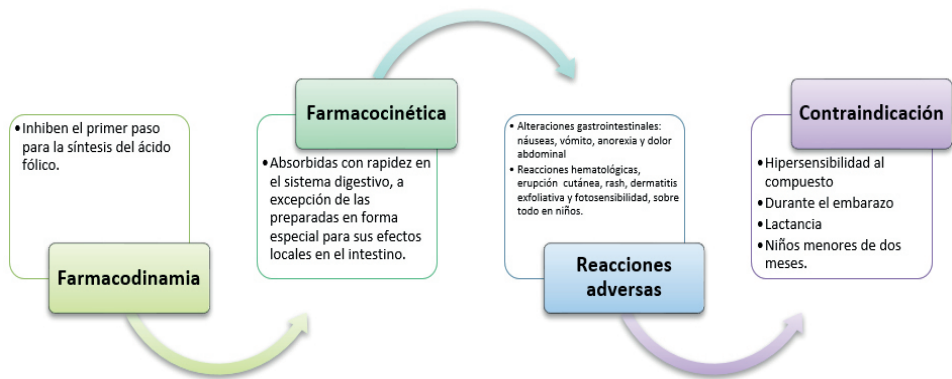 • Inhiben el primer paso
para la síntesis del ácido
fólico.
Farmacodinamia
Farmacocinética
• Absorbidas con rapidez en
el sistema digestivo, a
excepción de las
preparadas en forma
especial para sus efectos
locales en el intestino.
• Alteraciones gastrointestinales:
náuseas, vómito, anorexia y dolor
abdominal
• Reacciones hematológicas,
erupción cutánea, rash, dermatitis
exfoliativa y fotosensibilidad, sobre
todo en niños.
Reacciones
adversas
Contraindicación
• Hipersensibilidad al
compuesto
• Durante el embarazo
• Lactancia
• Niños menores de dos
meses.